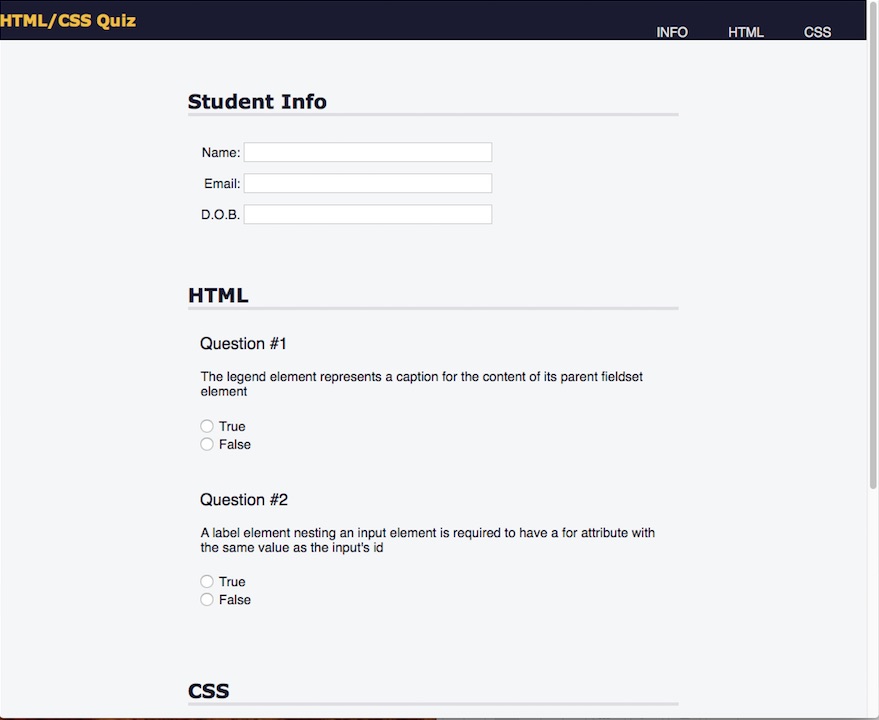 HTML/CSS Quiz
INFO
HTML
CSS
Student Info
Name:
Email:
D.O.B.
HTML
Question #1
The legend element represents a caption for the content of its parent fieldset
element
True
False
Question #2
A label element nesting an input element is required to have a for attribute with
the same value as the input's id
True
False
CSS